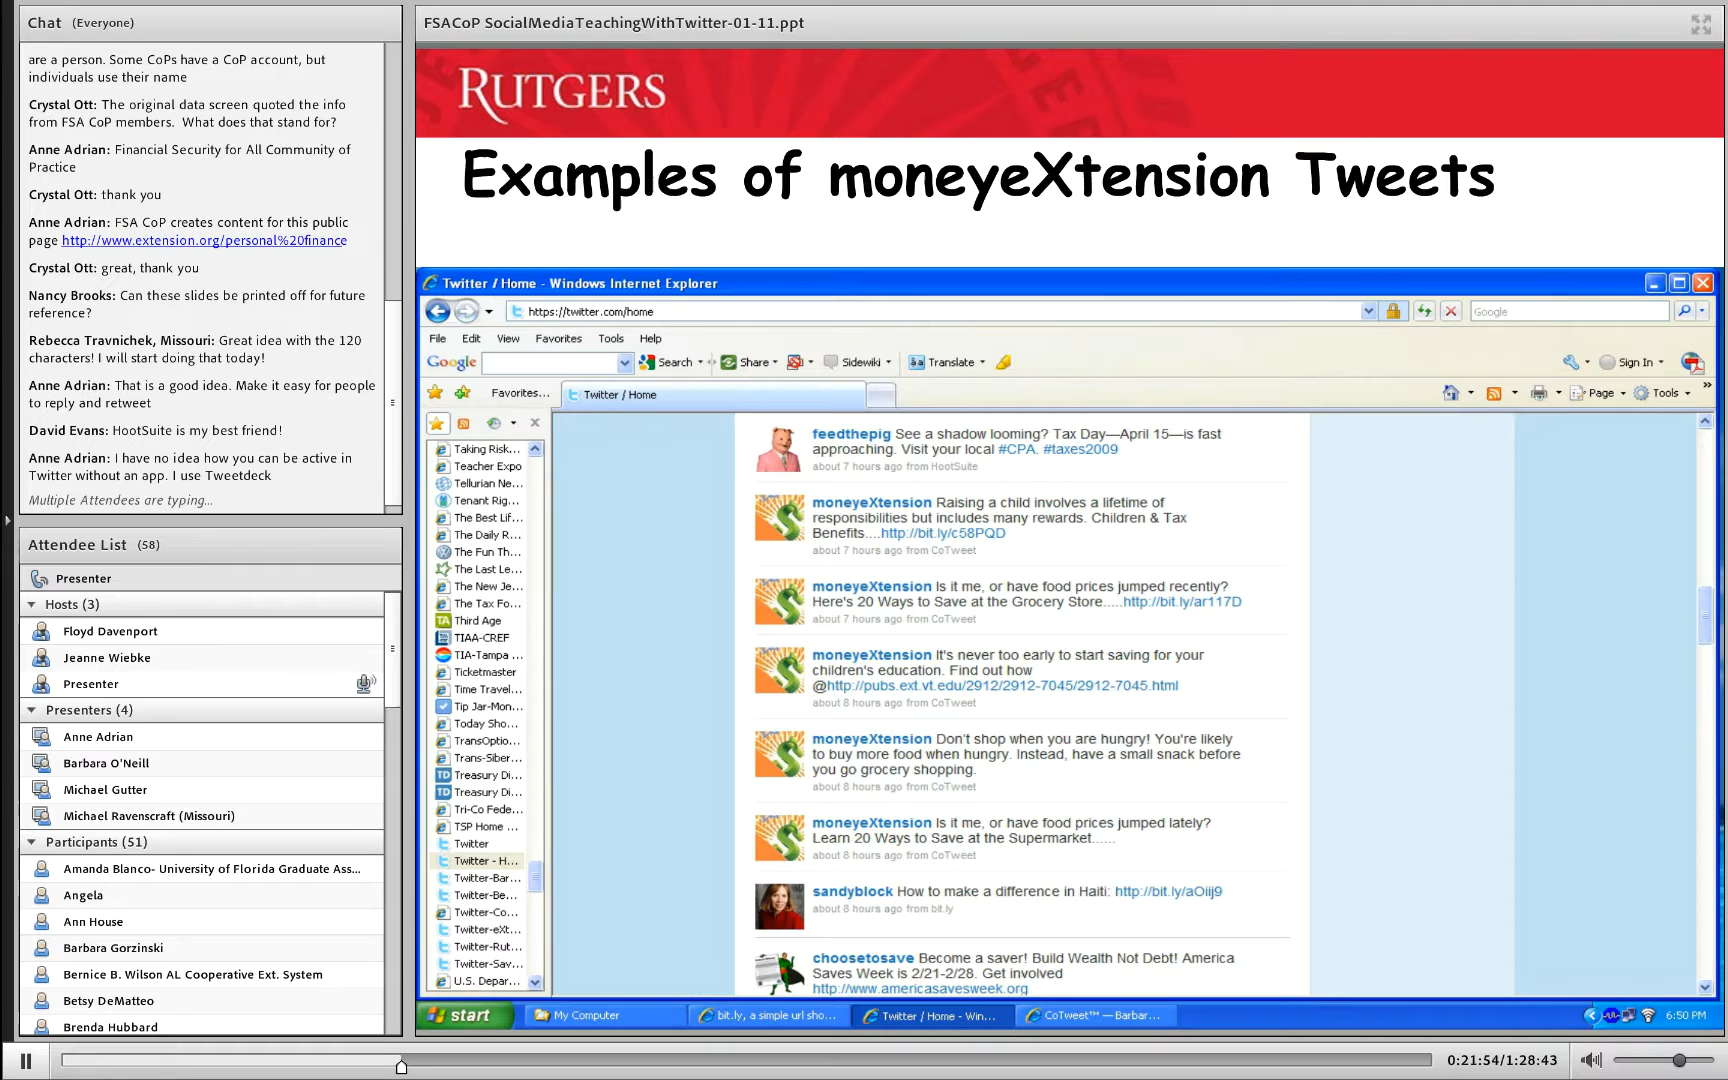 Chat (Everyone)
are a person. Some CoPs have a CoP account, but
individuals use their name
Crystal Ott: The original data screen quoted the info
from FSA CoP members. What does that stand for?
Anne Adrian: Financial Security for All Community of
Practice
Crystal Ott: thank you
Anne Adrian: FSA CoP creates content for this public
page http://www.extension.org/personal%20finance
Crystal Ott: great, thank you
Nancy Brooks: Can these slides be printed off for future
reference?
Rebecca Travnichek, Missouri: Great idea with the 120
characters! I will start doing that today!
Anne Adrian: That is a good idea. Make it easy for people
to reply and retweet
David Evans: HootSuite is my best friend!
Anne Adrian: I have no idea how you can be active in
Twitter without an app. I use Tweetdeck
Multiple Attendees are typing...
Attendee List (58)
Presenter
Hosts (3)
Floyd Davenport
Jeanne Wiebke
Presenter
Presenters (4)
Anne Adrian
Barbara O'Neill
Michael Gutter
Michael Ravenscraft (Missouri)
Participants (51)
Amanda Blanco- University of Florida Graduate Ass...
Angela
Ann House
Barbara Gorzinski
Bernice B. Wilson AL Cooperative Ext. System
Betsy DeMatteo
Brenda Hubbard
FSACoP SocialMediaTeachingWithTwitter-01-11.ppt
RUTGERS
Examples of moneyeXtension Tweets
Twitter / Home - Windows Internet Explorer
https://twitter.com/home
Google
File Edit View Favorites Tools Help
Google Search Share Sidewiki Translate Sign In
Favorites... Twitter / Home Page Tools
Taking Risk...
Teacher Expo
Tellurian Ne...
Tenant Rig...
The Best Lif...
The Daily R...
The Fun Th...
The Last Le...
The New Je...
The Tax Fo...
TA Third Age
TIAA-CREF
TIA-Tampa ...
Ticketmaster
Time Travel...
Tip Jar-Mon...
Today Sho...
TransOptio...
Trans-Siber...
TD Treasury Di...
TD Treasury Di...
Tri-Co Fede...
TSP Home ...
Twitter
Twitter - H...
Twitter-Bar...
Twitter-Be...
Twitter-Co...
Twitter-eXt...
Twitter-Rut...
Twitter-Sav...
U.S. Depar...
feedthepig See a shadow looming? Tax Day—April 15—is fast
approaching. Visit your local #CPA. #taxes2009
about 7 hours ago from HootSuite
moneyeXtension Raising a child involves a lifetime of
responsibilities but includes many rewards. Children & Tax
Benefits....http://bit.ly/c58PQD
about 7 hours ago from CoTweet
moneyeXtension Is it me, or have food prices jumped recently?
Here's 20 Ways to Save at the Grocery Store.....http://bit.ly/ar117D
about 7 hours ago from CoTweet
moneyeXtension It's never too early to start saving for your
children's education. Find out how
@http://pubs.ext.vt.edu/2912/2912-7045/2912-7045.html
about 8 hours ago from CoTweet
moneyeXtension Don't shop when you are hungry! You're likely
to buy more food when hungry. Instead, have a small snack before
you go grocery shopping.
about 8 hours ago from CoTweet
moneyeXtension Is it me, or have food prices jumped lately?
Learn 20 Ways to Save at the Supermarket......
about 8 hours ago from CoTweet
sandyblock How to make a difference in Haiti: http://bit.ly/aOiij9
about 8 hours ago from bit.ly
choosetosave Become a saver! Build Wealth Not Debt! America
Saves Week is 2/21-2/28. Get involved
http://www.americasavesweek.org
start My Computer bit.ly, a simple url sho... Twitter / Home - Win... CoTweet™ — Barbar... 6:50 PM
0:21:54/1:28:43